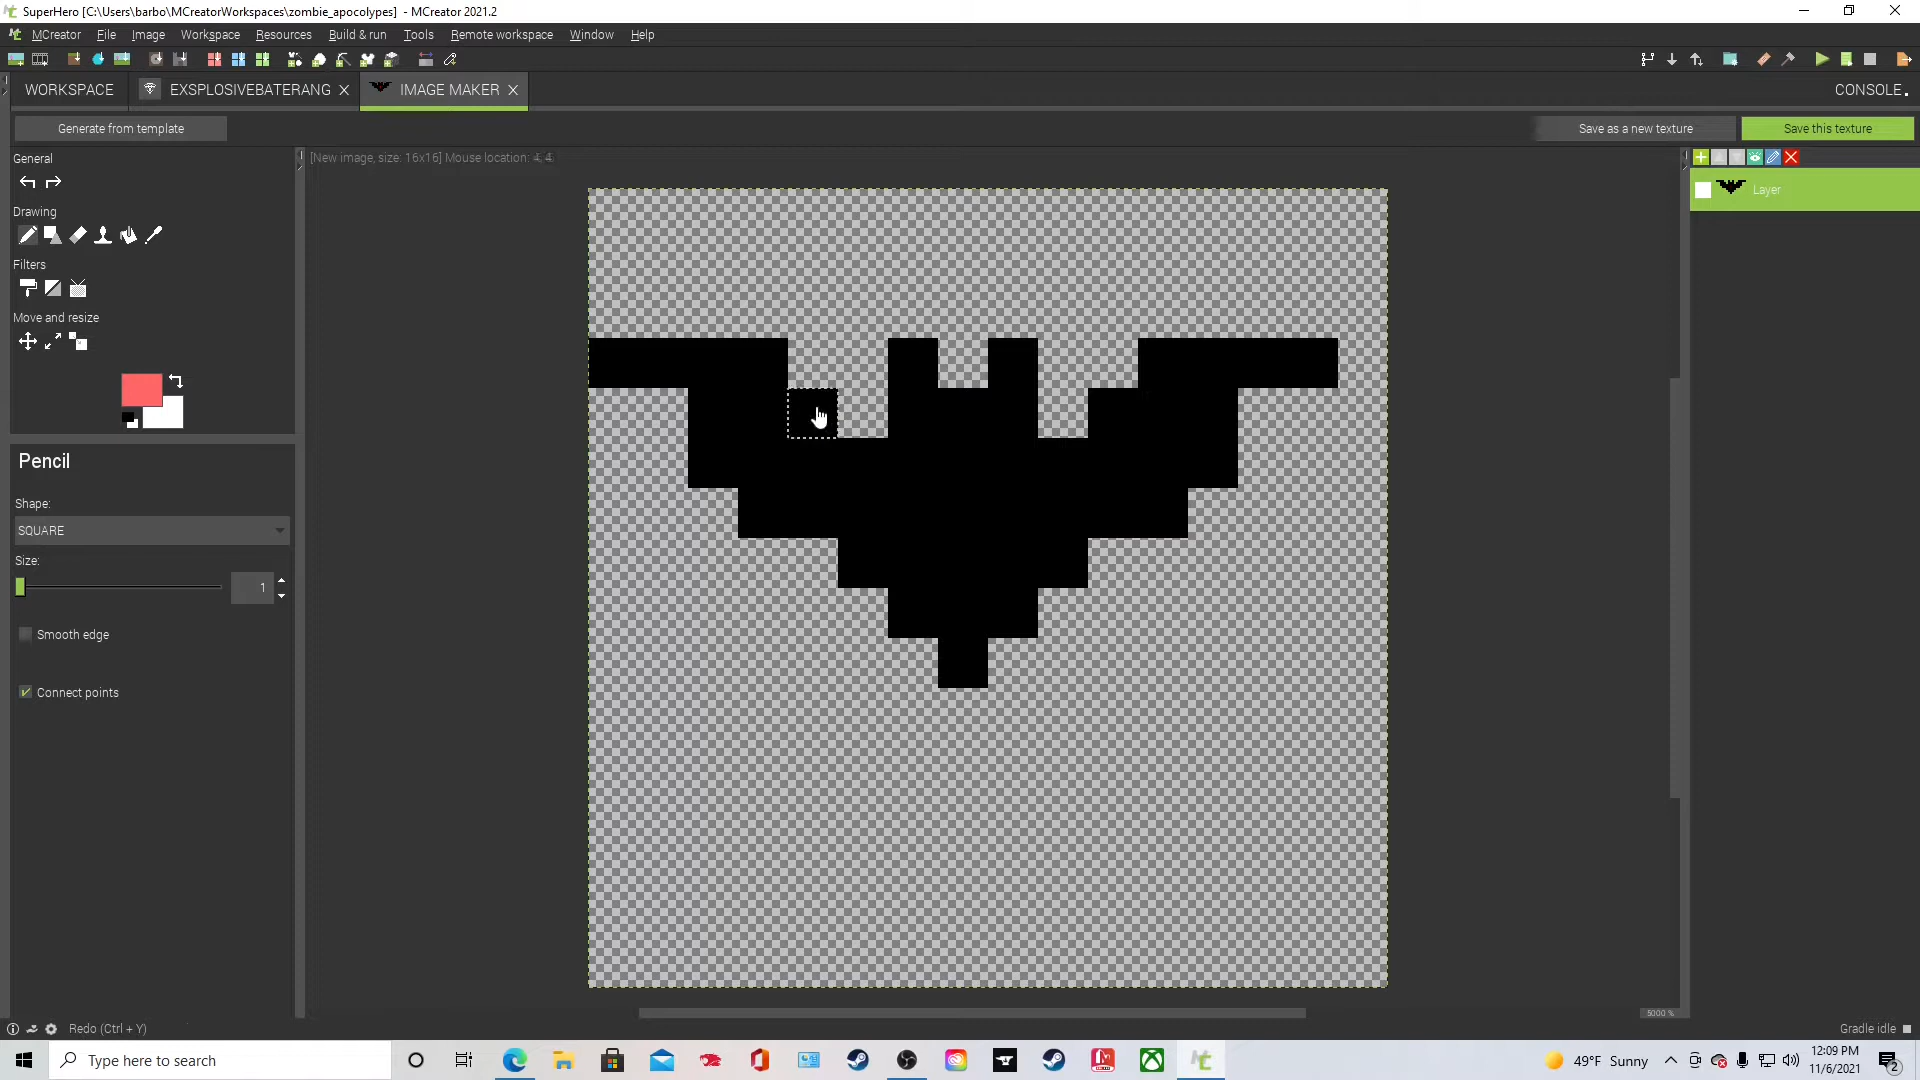 SuperHero [C:\Users\barbo\MCreatorWorkspaces\zombie_apocolypes] - MCreator 2021.2
MCreator File Image Workspace Resources Build & run Tools Remote workspace Window Help
WORKSPACE EXSPLOSIVEBATERANG IMAGE MAKER CONSOLE
Generate from template Save as a new texture Save this texture
General
[New image, size: 16x16] Mouse location: 4, 4
Layer
Drawing
Filters
Move and resize
Pencil
Shape:
SQUARE
Size:
1
Smooth edge
Connect points
5000 %
Redo (Ctrl + Y) Gradle idle
Type here to search
49°F Sunny
12:09 PM
11/6/2021
2